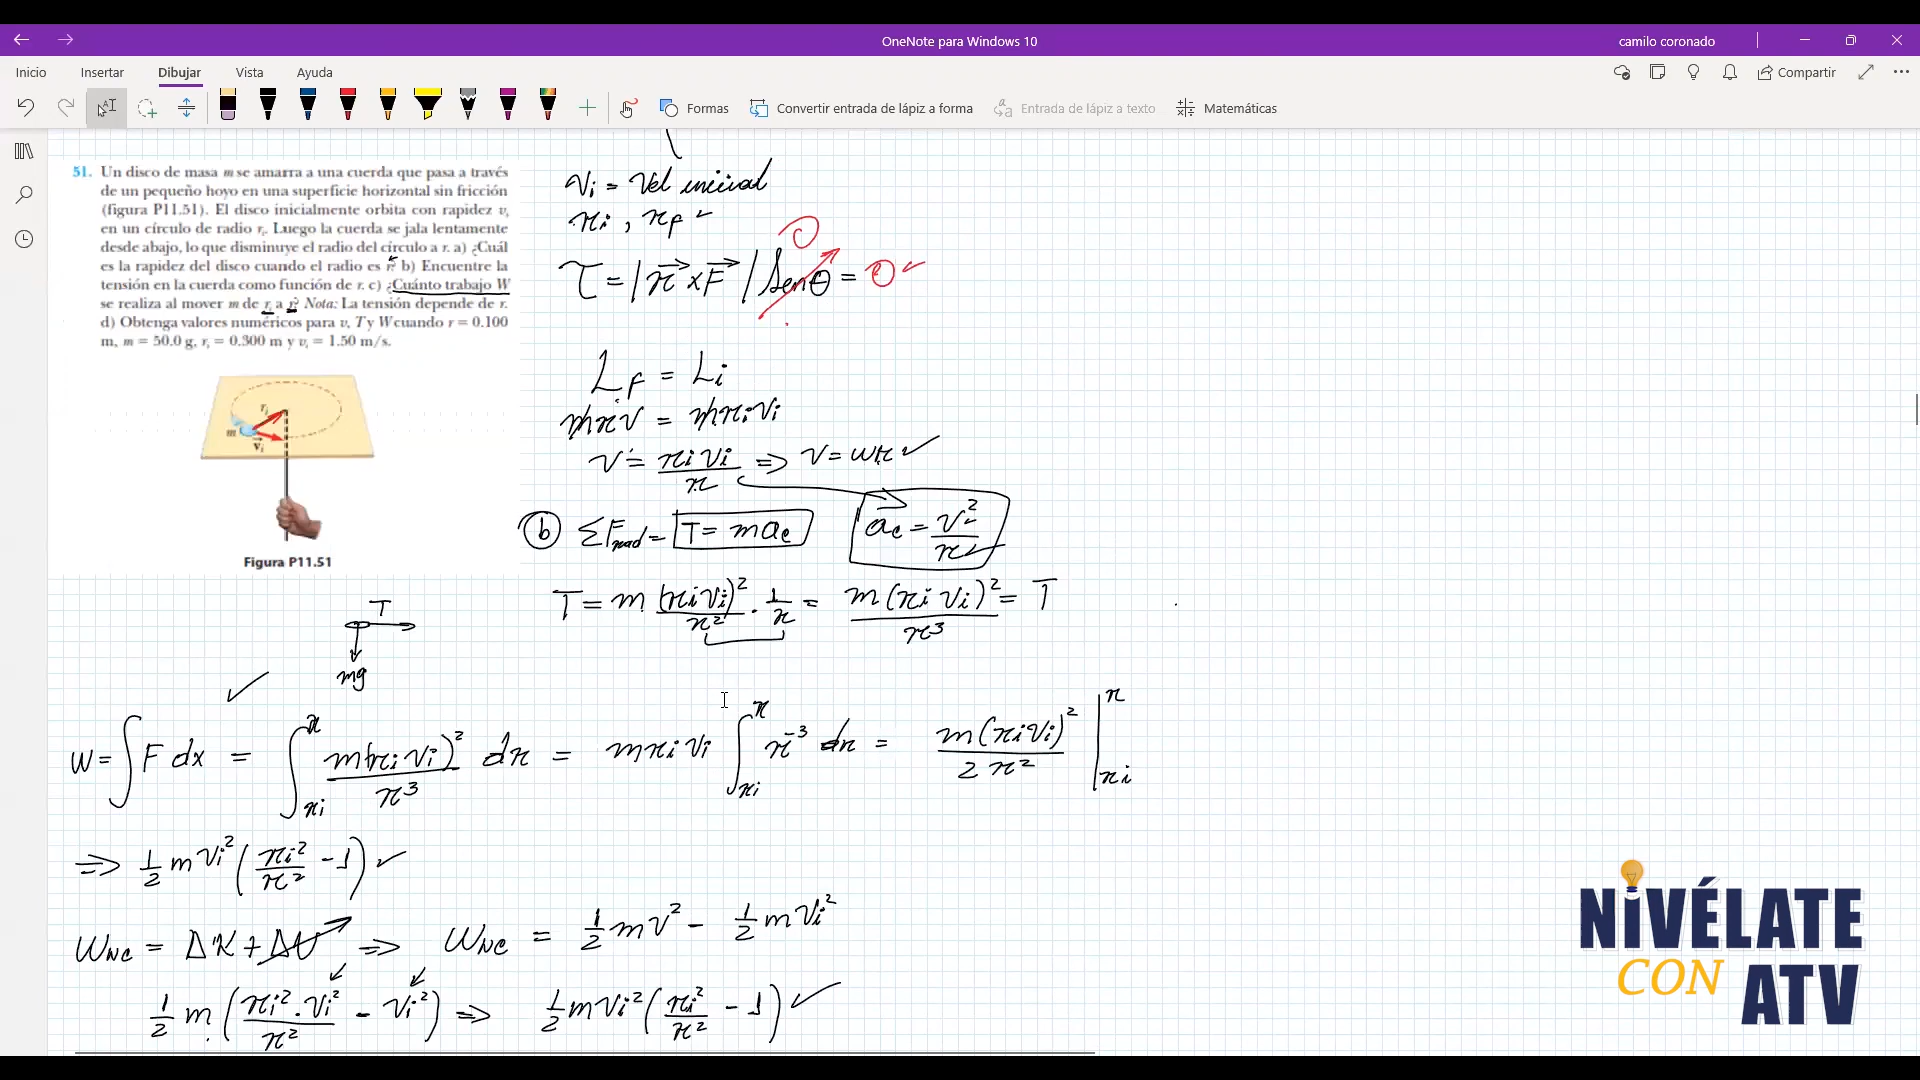 OneNote para Windows 10
camilo coronado
Inicio Insertar Dibujar Vista Ayuda
Compartir
Formas Convertir entrada de lápiz a forma Entrada de lápiz a texto Matemáticas
51. Un disco de masa m se amarra a una cuerda que pasa a través
de un pequeño hoyo en una superficie horizontal sin fricción
(figura P11.51). El disco inicialmente orbita con rapidez vᵢ
en un círculo de radio rᵢ. Luego la cuerda se jala lentamente
desde abajo, lo que disminuye el radio del círculo a r. a) ¿Cuál
es la rapidez del disco cuando el radio es r? b) Encuentre la
tensión en la cuerda como función de r. c) ¿Cuánto trabajo W
se realiza al mover m de rᵢ a r? Nota: La tensión depende de r.
d) Obtenga valores numéricos para v, T y W cuando r = 0.100
m, m = 50.0 g, rᵢ = 0.300 m y vᵢ = 1.50 m/s.
rᵢ
m
v⃗ᵢ
Figura P11.51
Vi = Vel inicial
ri , rf
τ = |r⃗ x F⃗| Senθ = 0
0
Lf = Li
mrv = mriVi
V = riVi/r ⇒ V = wr
b ΣFrad = T = mac ac = v²/r
T = m (riVi)²/r² · 1/r = m(riVi)²/r³ = T
T
mg
W = ∫F dx = ∫ri^r m(riVi)²/r³ dr = mriVi ∫ri^r r⁻³ dr = m(riVi)²/2r² |ri^r
⇒ 1/2 mVi² (ri²/r² - 1)
WNC = ΔK + ΔU ⇒ WNC = 1/2 mv² - 1/2 mVi²
1/2 m (ri²·Vi²/r² - Vi²) ⇒ 1/2 mVi² (ri²/r² - 1)
NIVÉLATE
CON
ATV